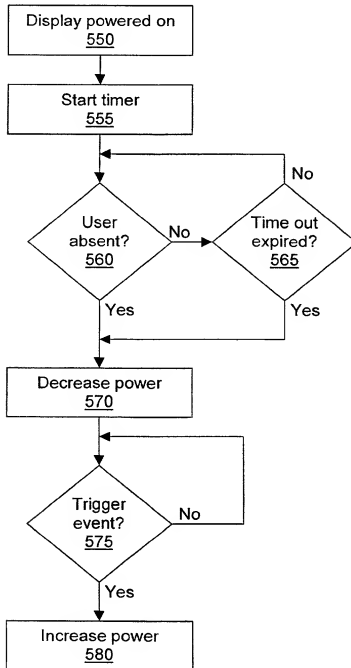 Display powered on
550
Start timer
555
No
User
absent?
560
No
Time out
expired?
565
Yes
Yes
Decrease power
570
Trigger
event?
575
No
Yes
Increase power
580